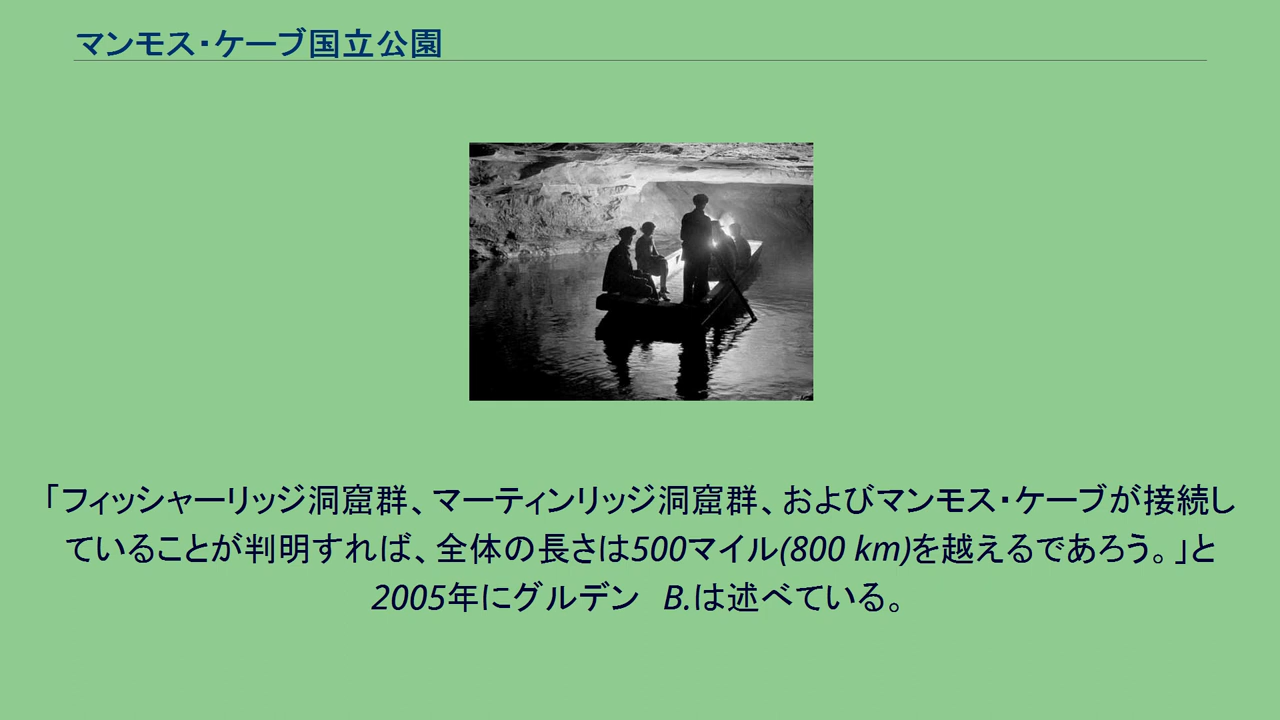 マンモス・ケーブ国立公園
「フィッシャーリッジ洞窟群、マーティンリッジ洞窟群、およびマンモス・ケーブが接続し
ていることが判明すれば、全体の長さは500マイル(800 km)を越えるであろう。」と
2005年にグルデン　B.は述べている。